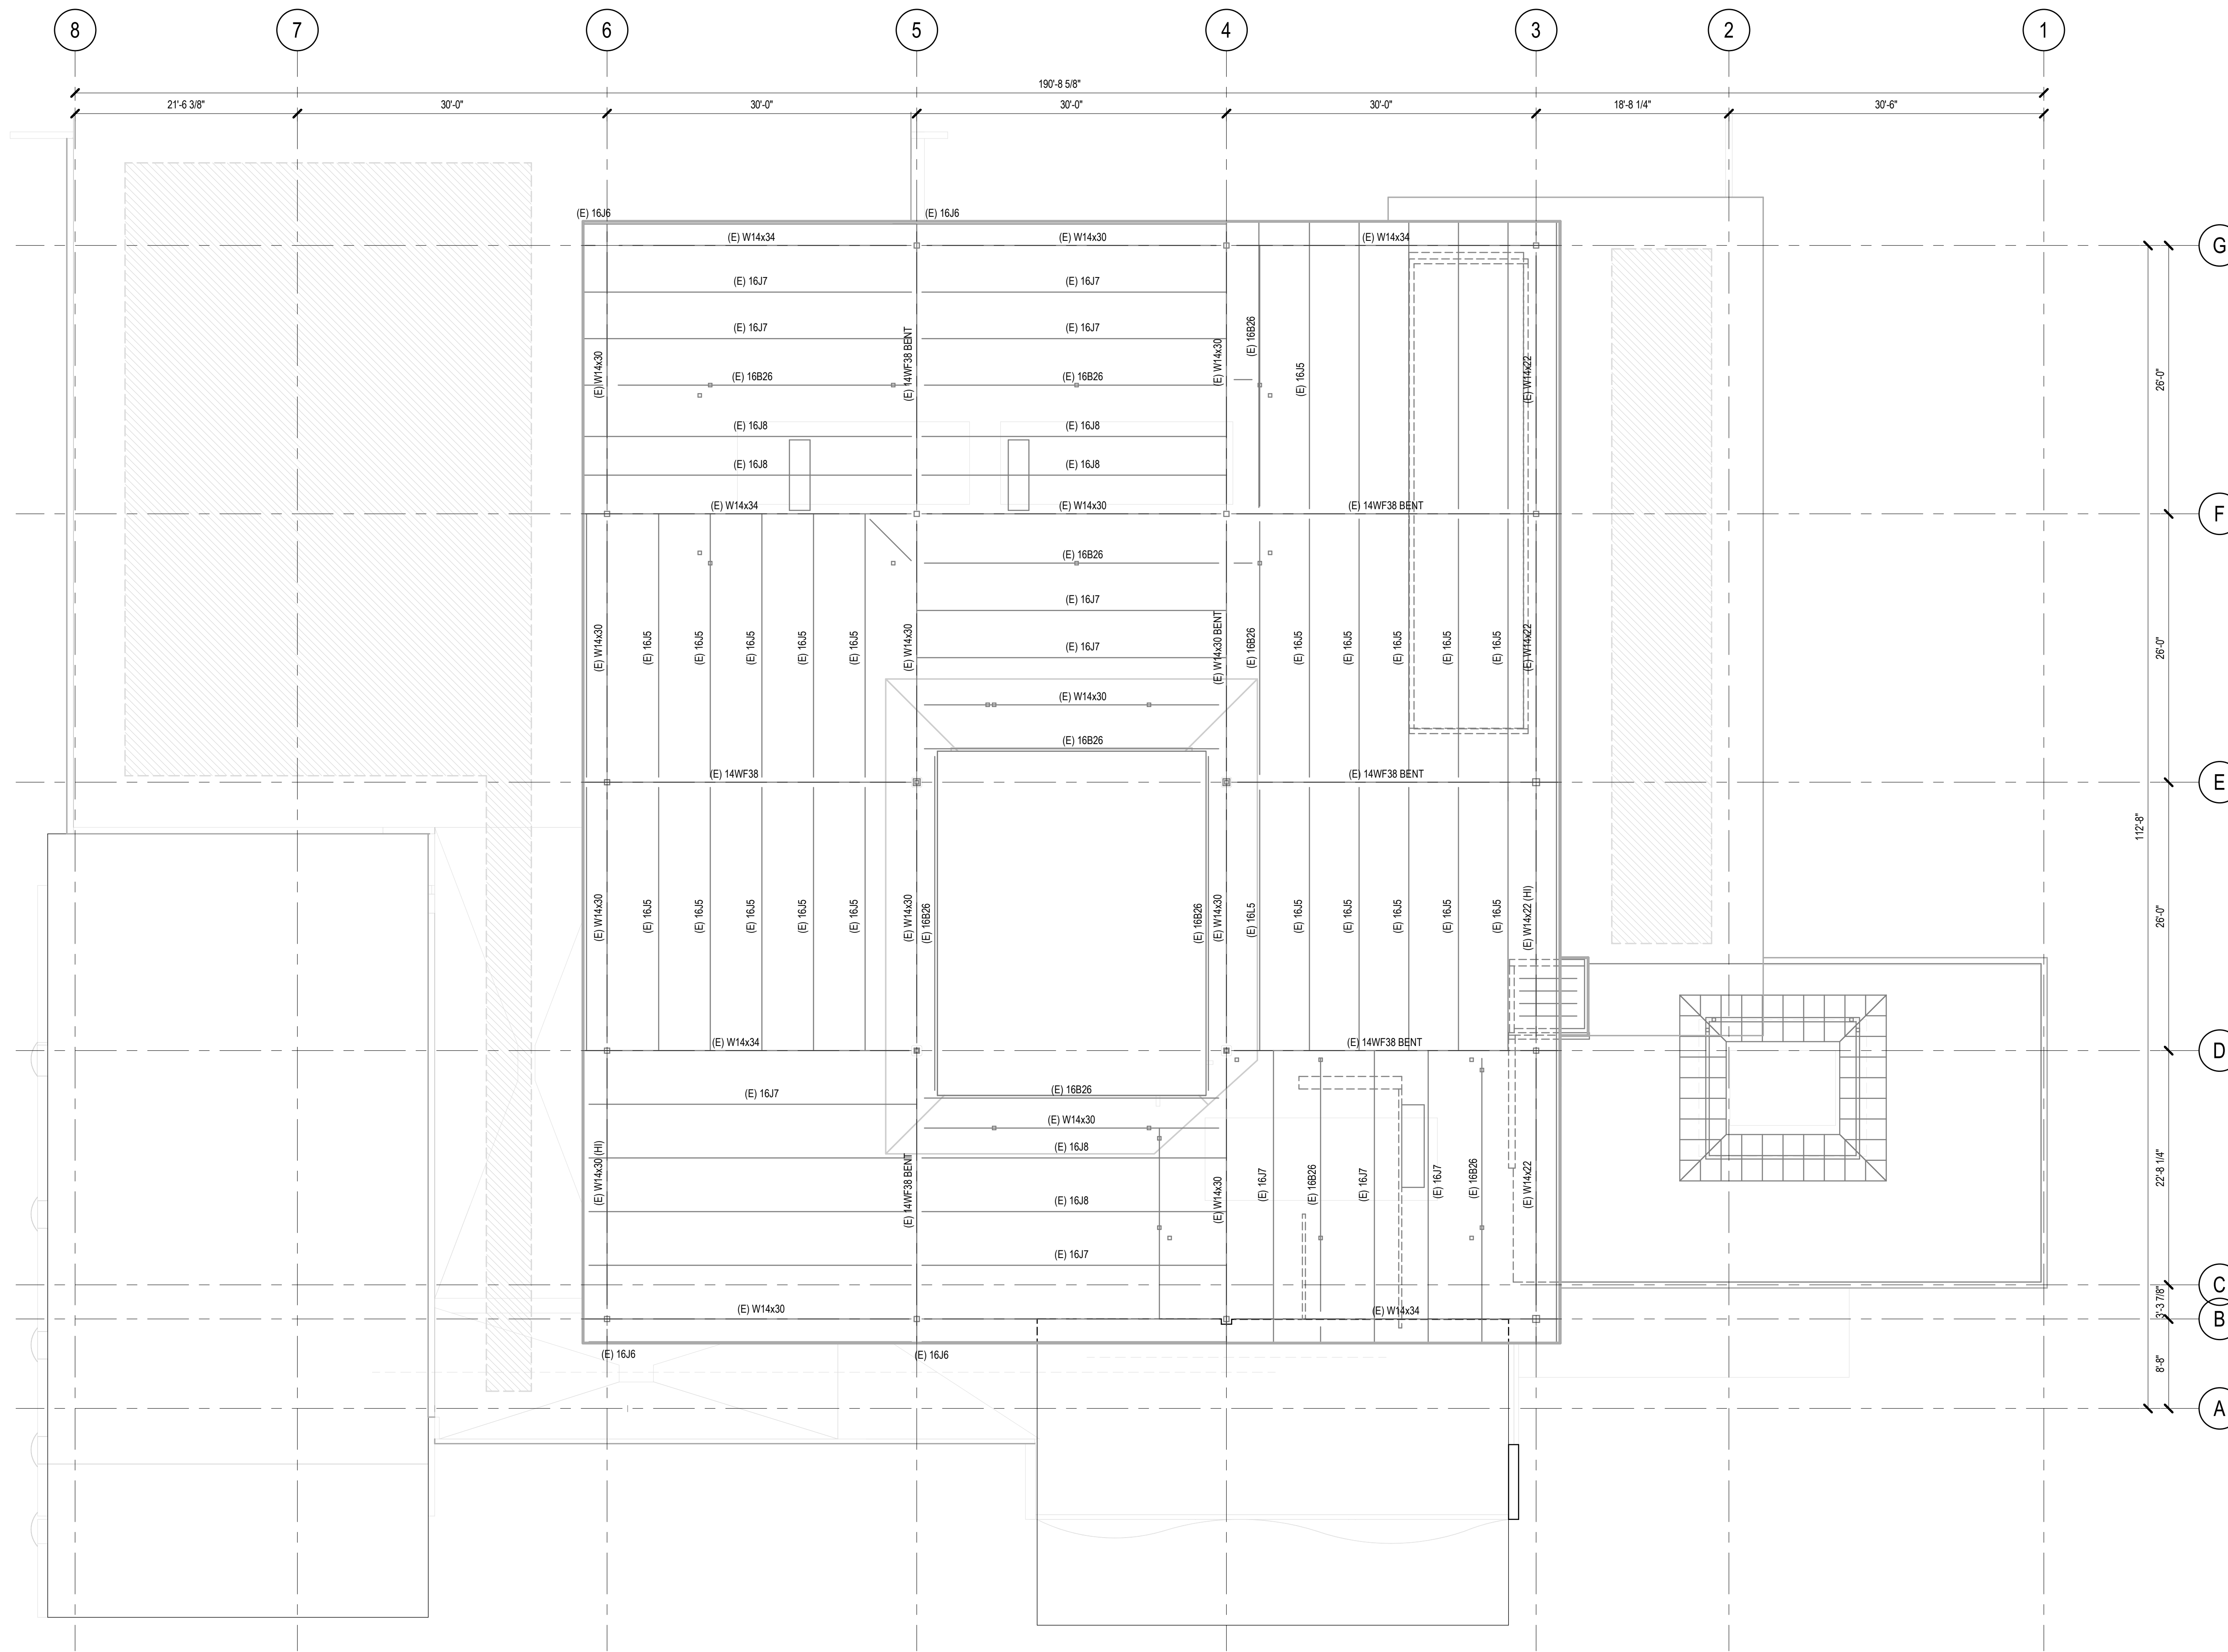 8 7 6 5 4 3 2 1
190'-8 5/8"
21'-6 3/8" 30'-0" 30'-0" 30'-0" 30'-0" 18'-8 1/4" 30'-6"
(E) 16J6 (E) 16J6
(E) W14x34 (E) W14x30 (E) W14x34
G
(E) 16J7 (E) 16J7
(E) 16J7 (E) 16J7
(E) W14x30
(E) 14WF38 BENT
(E) W14x30
(E) 16B26
(E) 16J5
(E) W14x22
26'-0"
(E) 16B26 (E) 16B26
(E) 16J8 (E) 16J8
(E) 16J8 (E) 16J8
(E) W14x34 (E) W14x30 (E) 14WF38 BENT
F
(E) 16B26
(E) 16J7
(E) W14x30
(E) 16J5
(E) 16J5
(E) 16J5
(E) 16J5
(E) 16J5
(E) W14x30
(E) 16J7
(E) W14x30 BENT
(E) 16B26
(E) 16J5
(E) 16J5
(E) 16J5
(E) 16J5
(E) 16J5
(E) W14x22
26'-0"
(E) W14x30
(E) 16B26
(E) 14WF38 (E) 14WF38 BENT
E
112'-8"
(E) W14x30
(E) 16J5
(E) 16J5
(E) 16J5
(E) 16J5
(E) 16J5
(E) W14x30
(E) 16B26
(E) 16B26
(E) W14x30
(E) 16L5
(E) 16J5
(E) 16J5
(E) 16J5
(E) 16J5
(E) 16J5
(E) W14x22 (HI)
26'-0"
(E) W14x34 (E) 14WF38 BENT
D
(E) 16J7 (E) 16B26
(E) W14x30
(E) 16J8
(E) W14x30 (HI)
(E) 14WF38 BENT
(E) W14x30
(E) 16J7
(E) 16B26
(E) 16J7
(E) 16J7
(E) 16B26
(E) W14x22
22'-8 1/4"
(E) 16J8
(E) 16J7
C
3'-3 7/8"
(E) W14x30 (E) W14x34
B
(E) 16J6 (E) 16J6
8'-8"
A